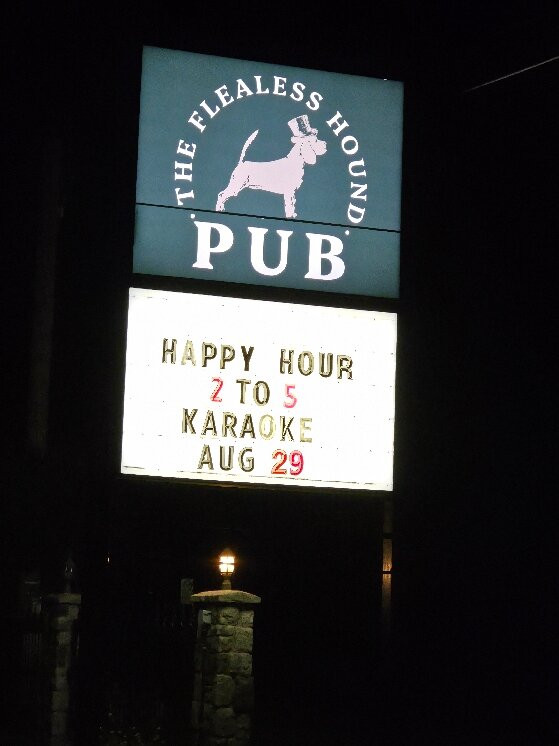 THE FLEALESS HOUND
PUB
HAPPY HOUR
2 TO 5
KARAOKE
AUG 29